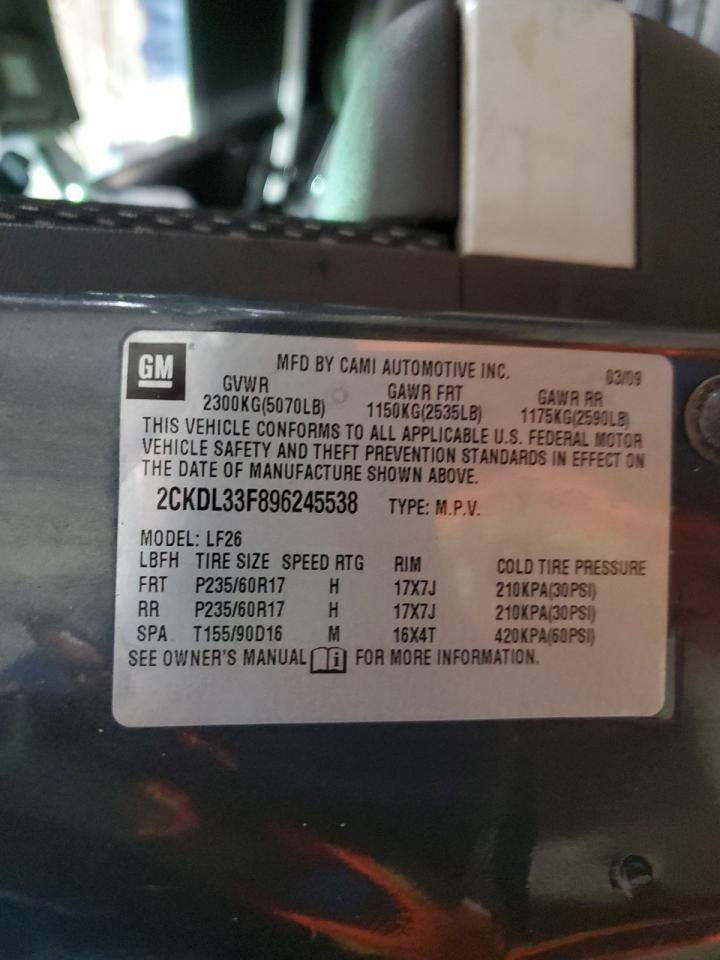 GM
MFD BY CAMI AUTOMOTIVE INC. 03/09
GVWR GAWR FRT GAWR RR
2300KG(5070LB) 1150KG(2535LB) 1175KG(2590LB)
THIS VEHICLE CONFORMS TO ALL APPLICABLE U.S. FEDERAL MOTOR
VEHICLE SAFETY AND THEFT PREVENTION STANDARDS IN EFFECT ON
THE DATE OF MANUFACTURE SHOWN ABOVE.
2CKDL33F896245538 TYPE: M.P.V.
MODEL: LF26
LBFH TIRE SIZE SPEED RTG RIM COLD TIRE PRESSURE
FRT P235/60R17 H 17X7J 210KPA(30PSI)
RR P235/60R17 H 17X7J 210KPA(30PSI)
SPA T155/90D16 M 16X4T 420KPA(60PSI)
SEE OWNER'S MANUAL i FOR MORE INFORMATION.